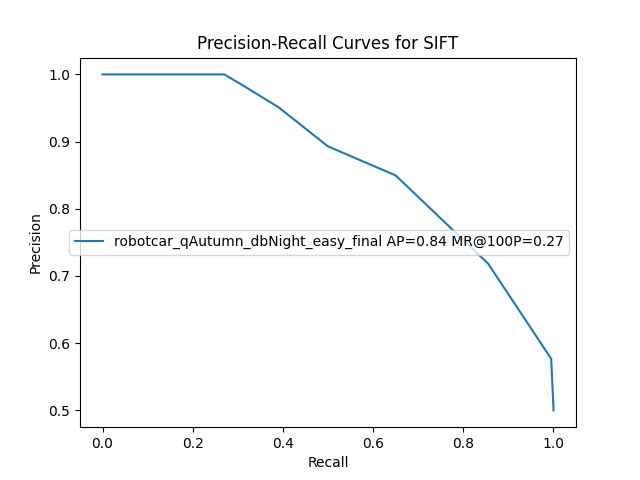 Precision-Recall Curves for SIFT
1.0
0.9
0.8
0.7
0.6
0.5
Precision
robotcar_qAutumn_dbNight_easy_final AP=0.84 MR@100P=0.27
0.0 0.2 0.4 0.6 0.8 1.0
Recall